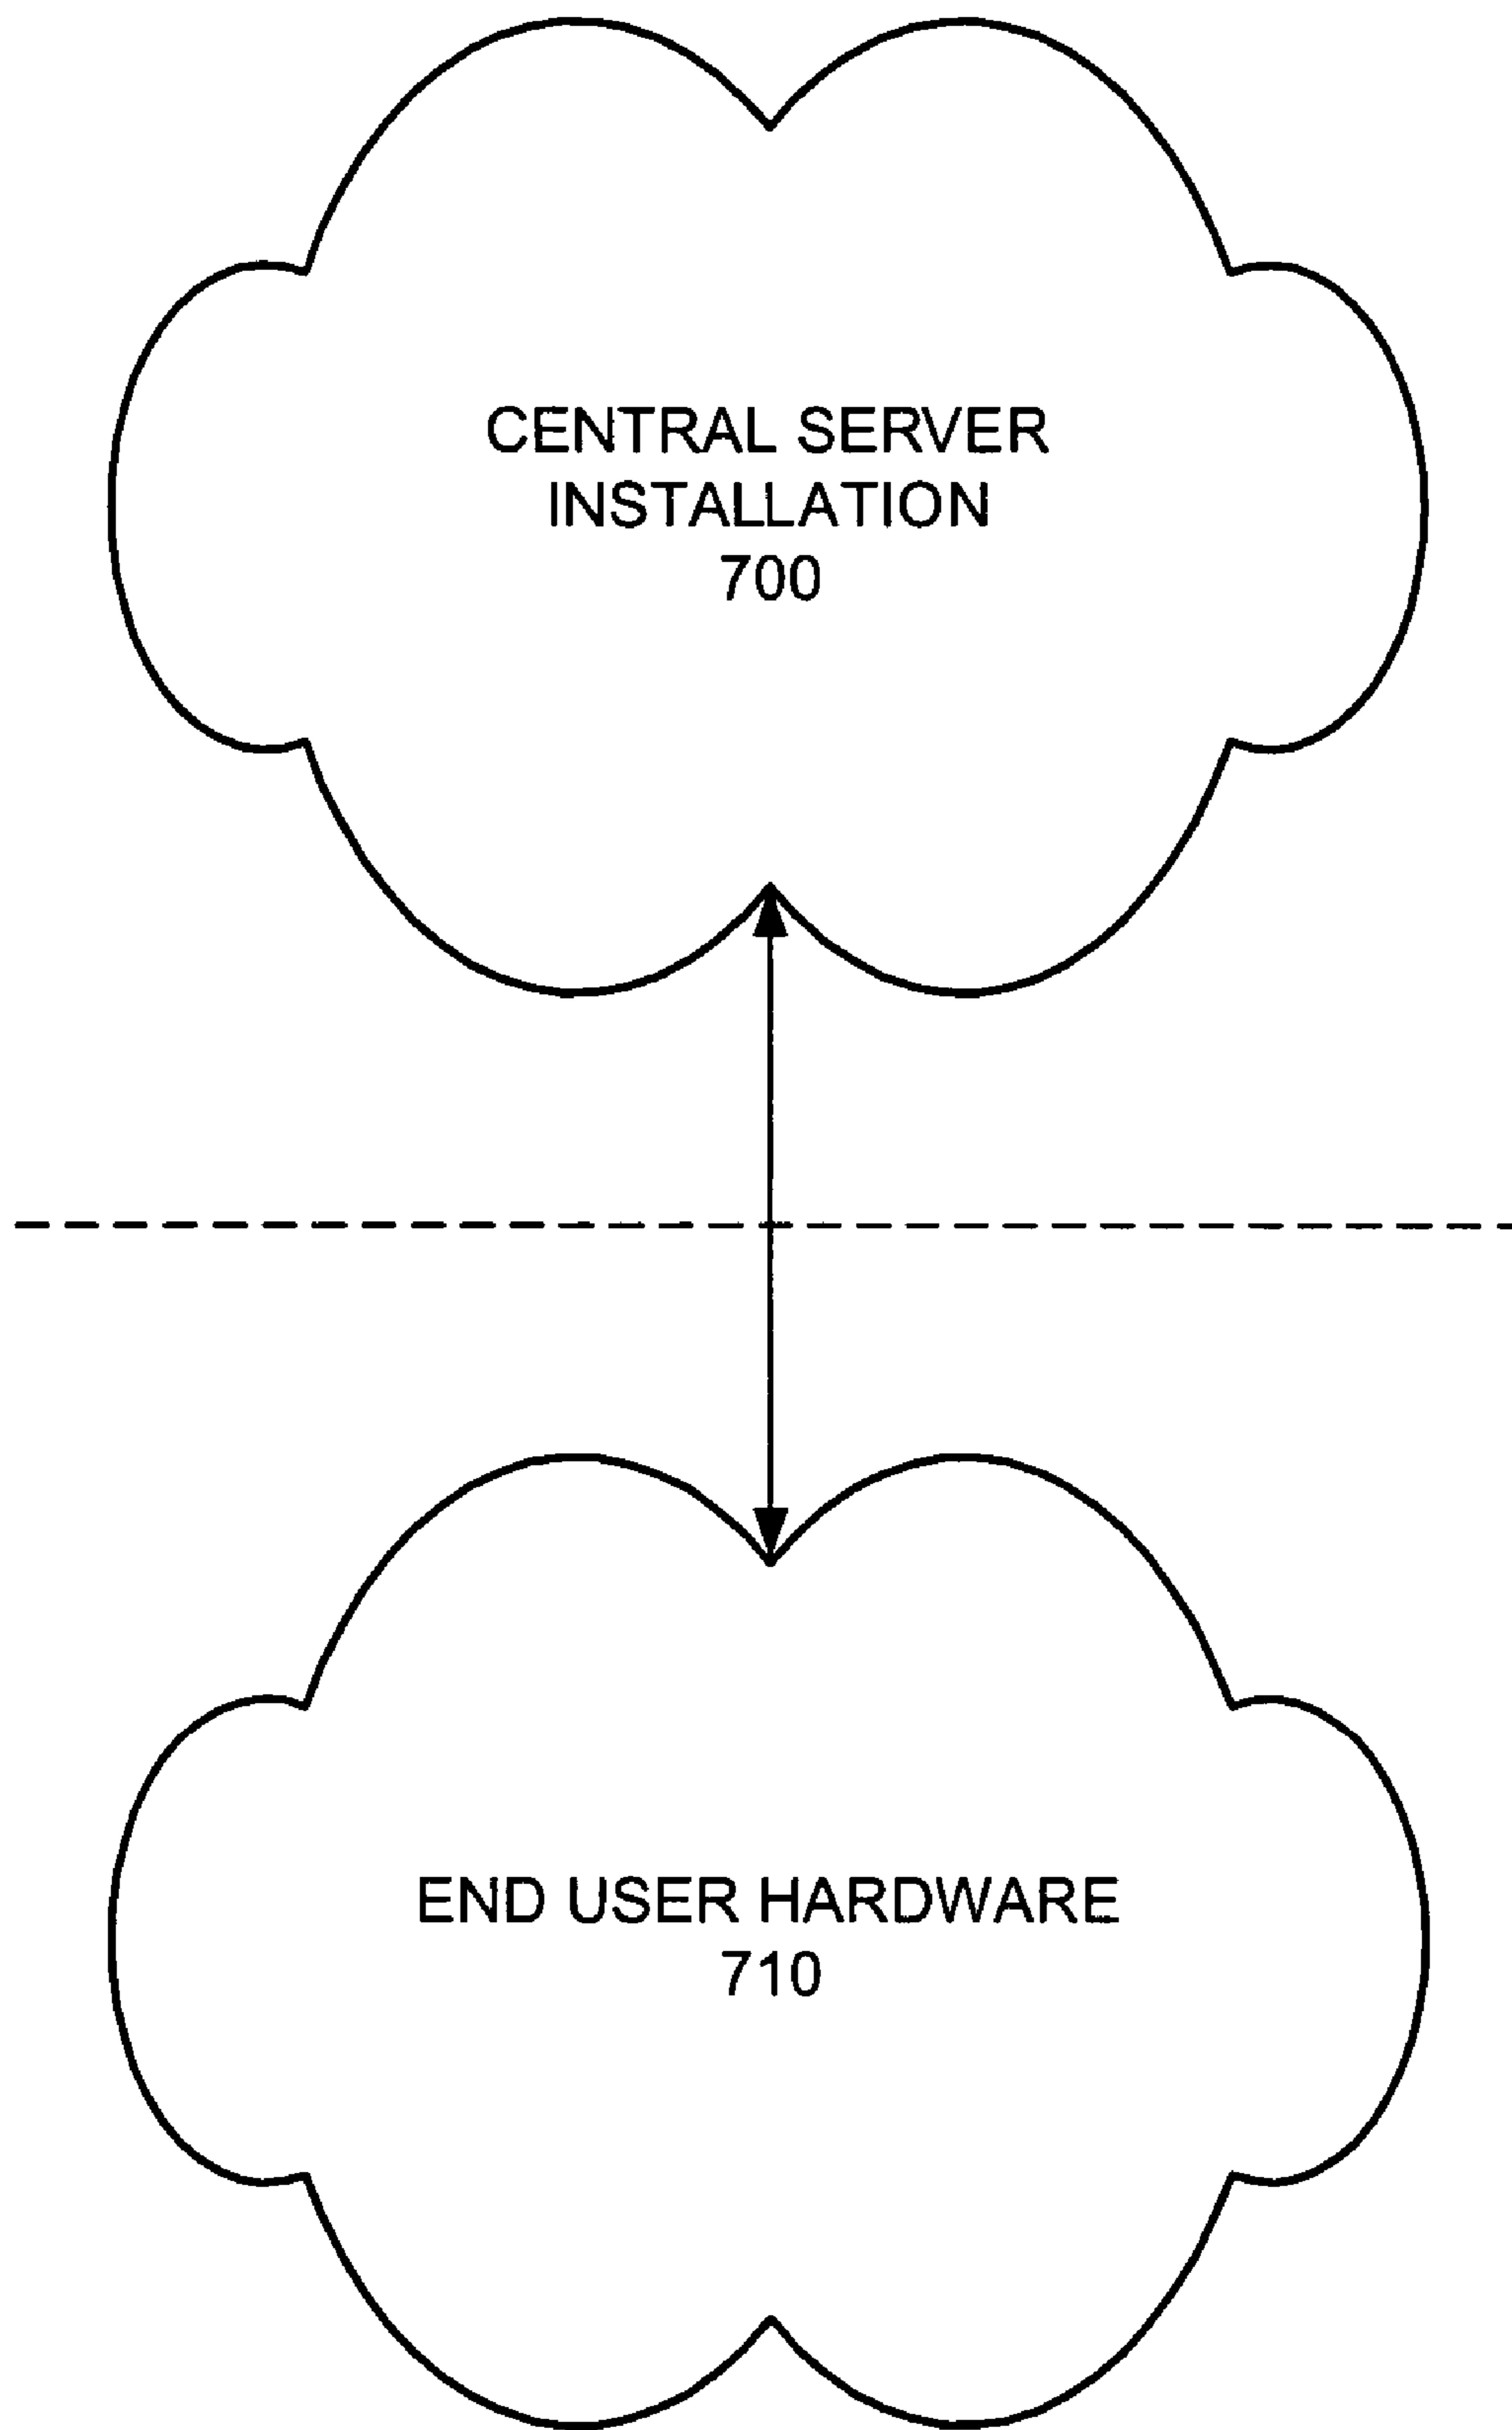 CENTRAL SERVER
INSTALLATION
700
END USER HARDWARE
710